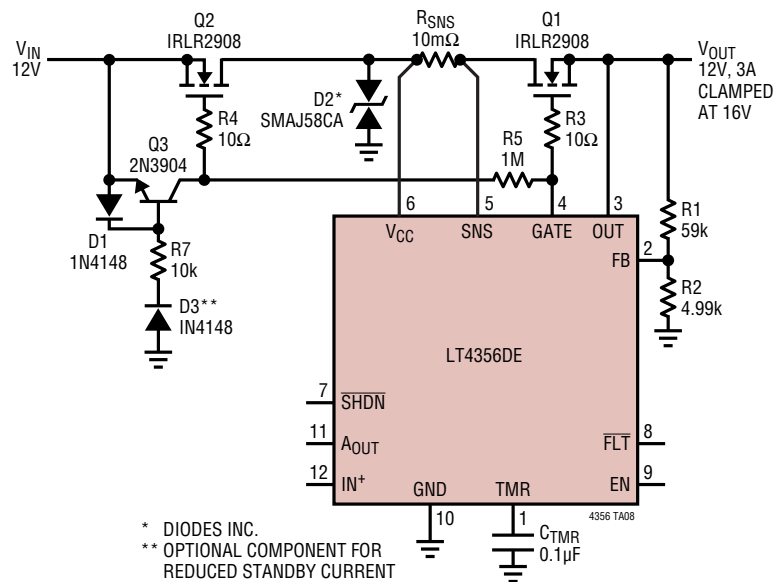 Q2
IRLR2908
RSNS
10mΩ
Q1
IRLR2908
VIN
12V
VOUT
12V, 3A
CLAMPED
AT 16V
D2*
SMAJ58CA
R4
10Ω
R3
10Ω
Q3
2N3904
R5
1M
D1
1N4148
R7
10k
D3**
IN4148
R1
59k
R2
4.99k
6
5
4
3
VCC
SNS
GATE
OUT
2
FB
LT4356DE
7
SHDN
11
AOUT
12
IN+
8
FLT
9
EN
GND
TMR
10
1
4356 TA08
CTMR
0.1µF
* DIODES INC.
** OPTIONAL COMPONENT FOR
REDUCED STANDBY CURRENT